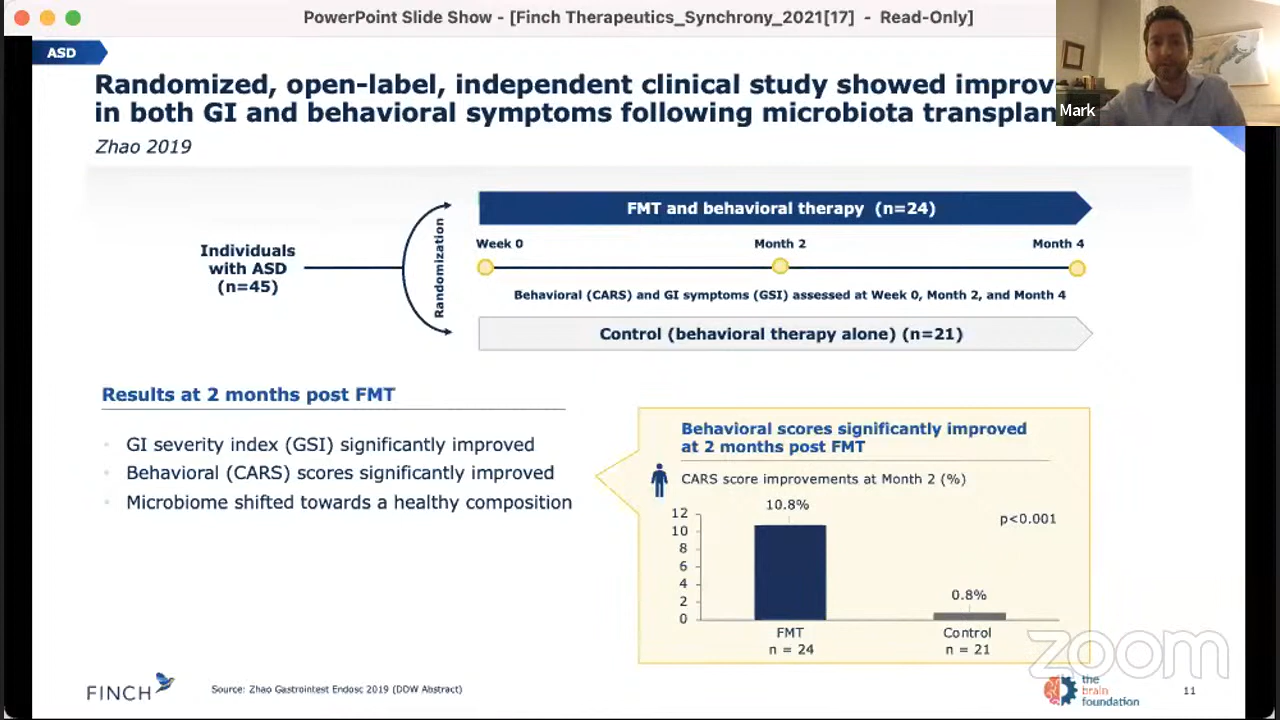 PowerPoint Slide Show - [Finch Therapeutics_Synchrony_2021[17] - Read-Only]
ASD
Randomized, open-label, independent clinical study showed
in both GI and behavioral symptoms following microbiota
Zhao 2019
Mark
FMT and behavioral therapy (n=24)
Individuals
with ASD
(n=45)
Randomization
Week 0
Month 2
Month 4
Behavioral (CARS) and GI symptoms (GSI) assessed at Week 0, Month 2, and Month 4
Control (behavioral therapy alone) (n=21)
Results at 2 months post FMT
GI severity index (GSI) significantly improved
Behavioral (CARS) scores significantly improved
Microbiome shifted towards a healthy composition
Behavioral scores significantly improved
at 2 months post FMT
CARS score improvements at Month 2 (%)
12
10
8
6
4
2
0
10.8%
p<0.001
0.8%
FMT
n = 24
Control
n = 21
zoom
FINCH
Source: Zhao Gastrointest Endosc 2019 (DDW Abstract)
the
brain
foundation
11